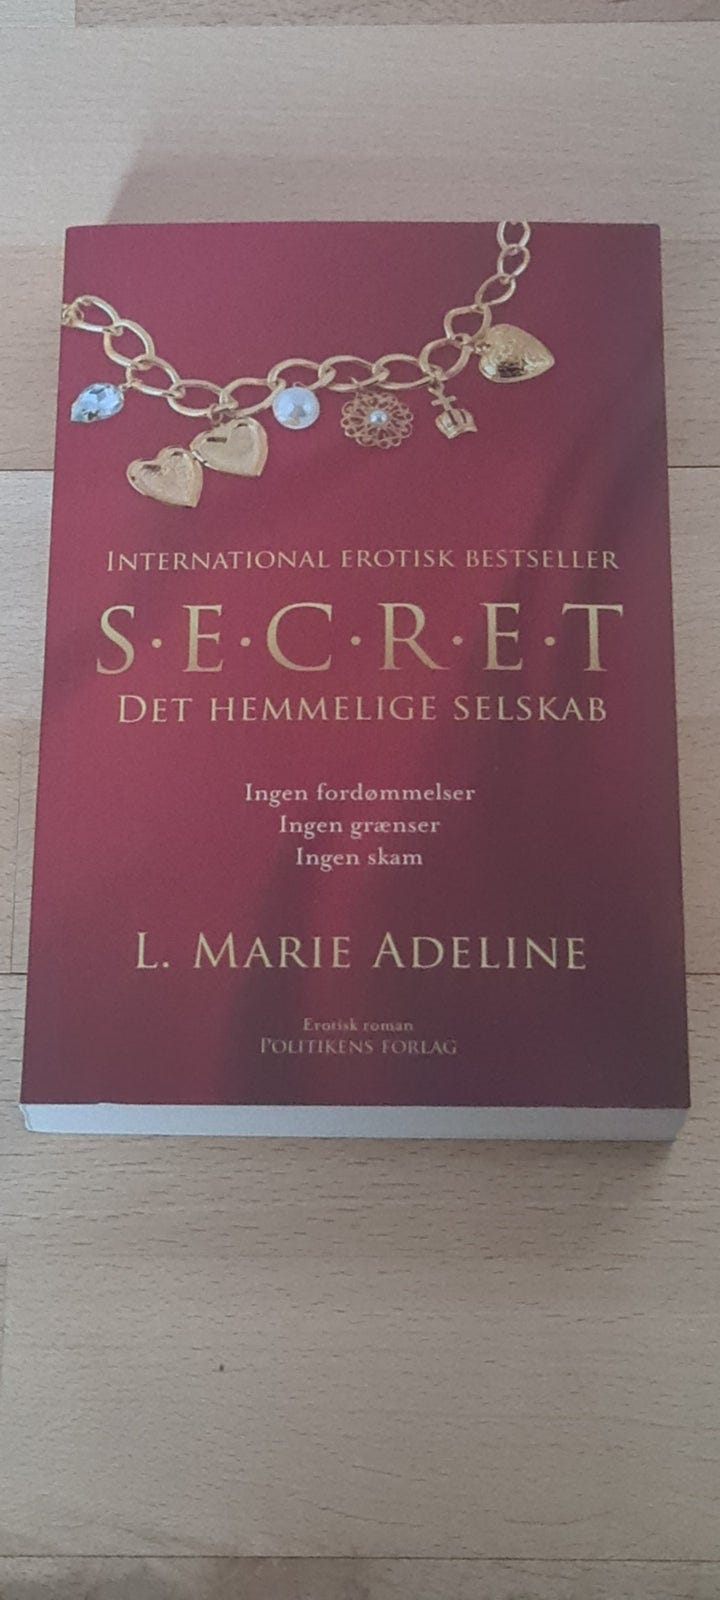 INTERNATIONAL EROTISK BESTSELLER
S·E·C·R·E·T
DET HEMMELIGE SELSKAB
Ingen fordømmelser
Ingen grænser
Ingen skam
L. MARIE ADELINE
Erotisk roman
POLITIKENS FORLAG